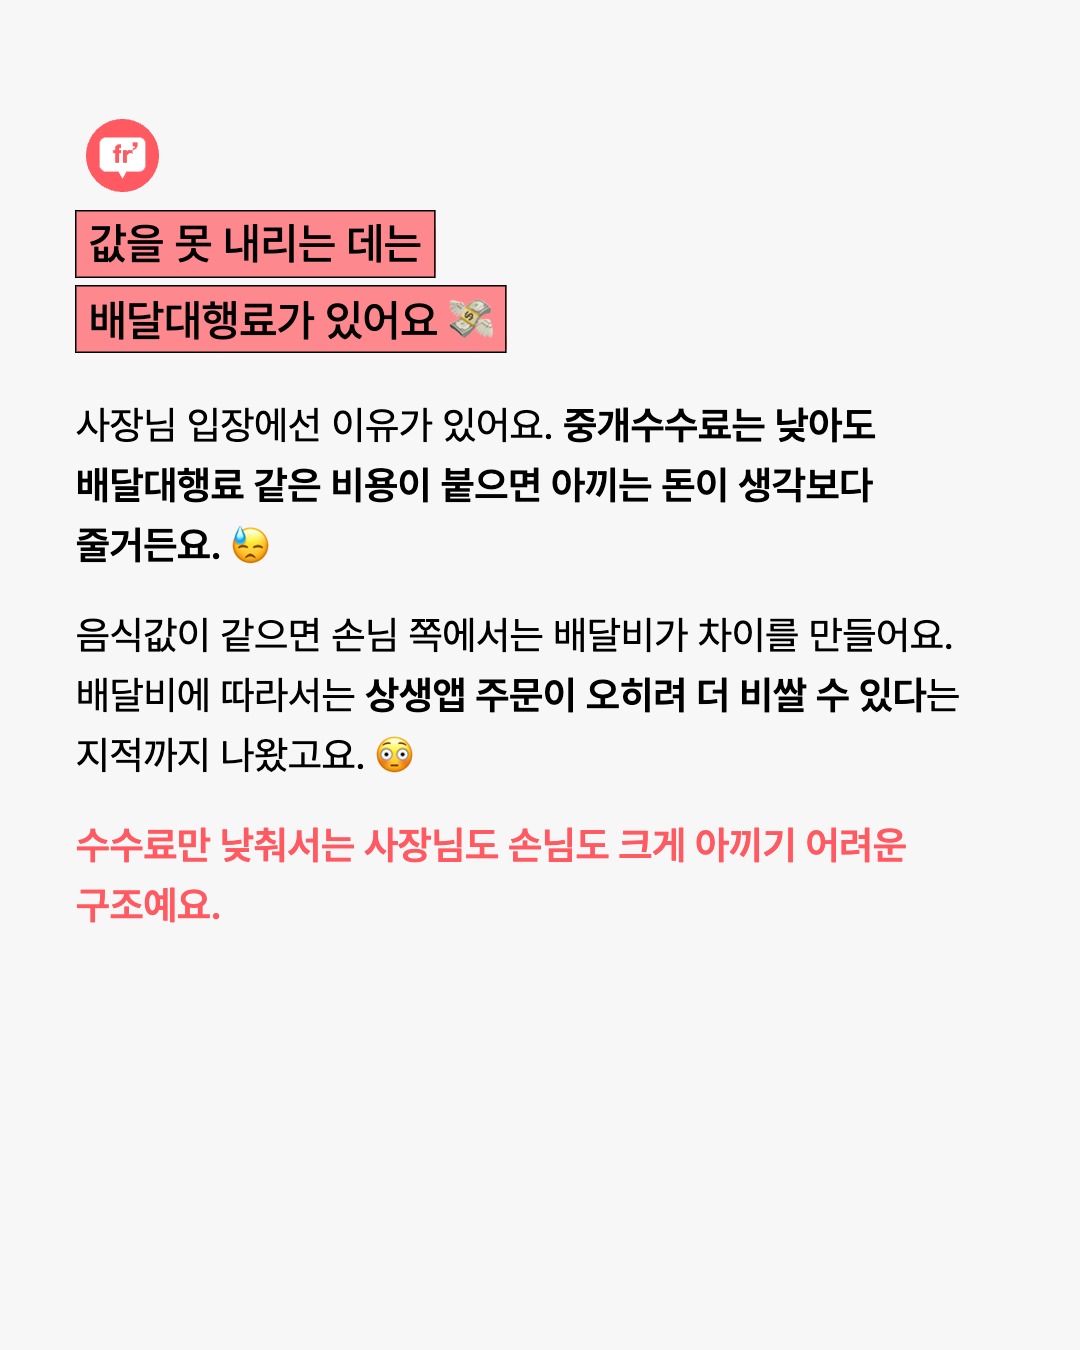 fr’
값을 못 내리는 데는
배달대행료가 있어요 💸
사장님 입장에선 이유가 있어요. 중개수수료는 낮아도
배달대행료 같은 비용이 붙으면 아끼는 돈이 생각보다
줄거든요. 😓
음식값이 같으면 손님 쪽에서는 배달비가 차이를 만들어요.
배달비에 따라서는 상생앱 주문이 오히려 더 비쌀 수 있다는
지적까지 나왔고요. 😳
수수료만 낮춰서는 사장님도 손님도 크게 아끼기 어려운
구조예요.